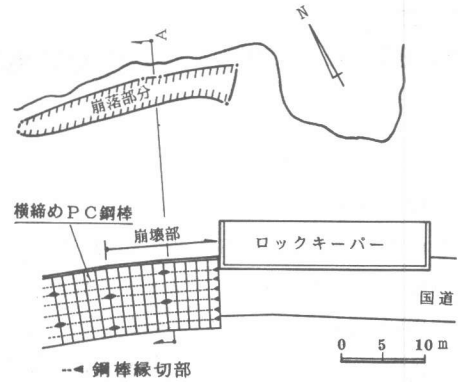 A
N
崩落部分
横締めPC鋼棒
崩壊部
ロックキーパー
国道
鋼棒縁切部
0 5 10 m